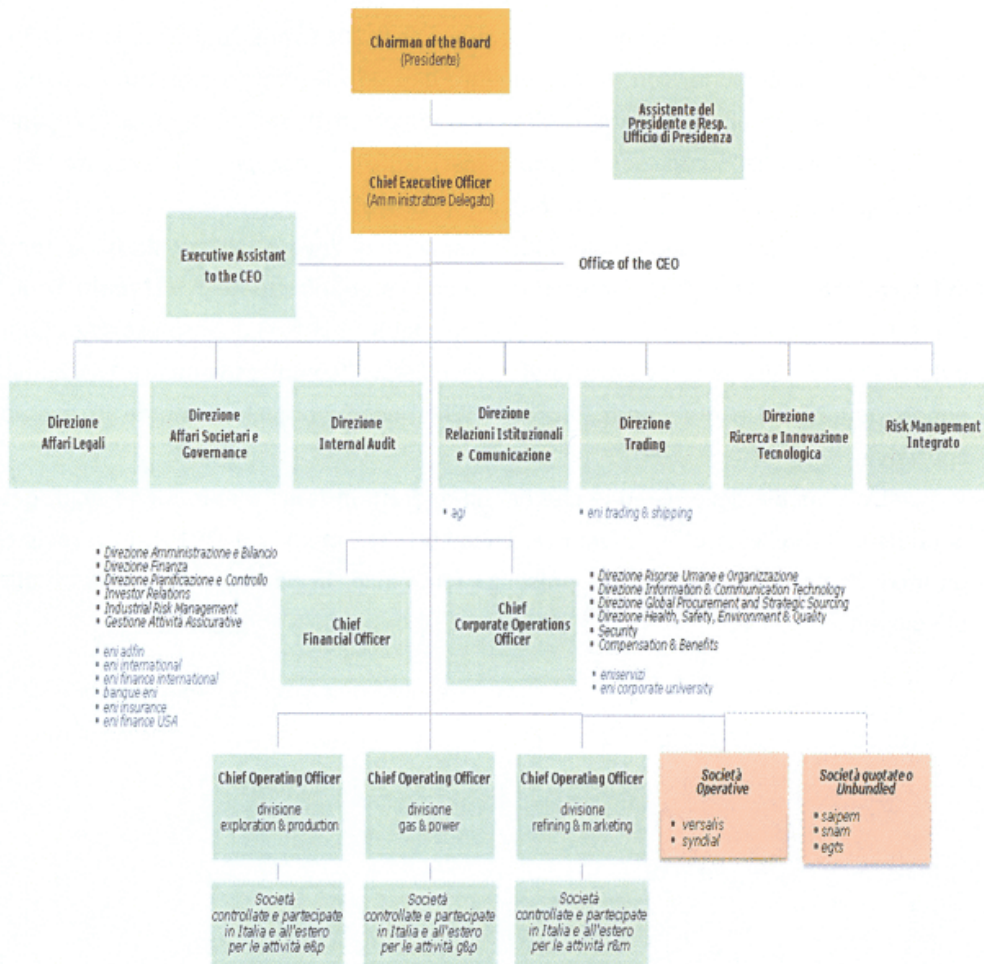 Chairman of the Board
(Presidente)
Assistente del
Presidente e Resp.
Ufficio di Presidenza
Chief Executive Officer
(Amministratore Delegato)
Executive Assistant
to the CEO
Office of the CEO
Direzione
Affari Legali
Direzione
Affari Societari e
Governance
Direzione
Internal Audit
Direzione
Relazioni Istituzionali
e Comunicazione
Direzione
Trading
Direzione
Ricerca e Innovazione
Tecnologica
Risk Management
Integrato
• agi
• eni trading & shipping
• Direzione Amministrazione e Bilancio
• Direzione Finanza
• Direzione Pianificazione e Controllo
• Investor Relations
• Industrial Risk Management
• Gestione Attività Assicurative
• eni adfin
• eni international
• eni finance international
• banque eni
• eni insurance
• eni finance USA
Chief
Financial Officer
Chief
Corporate Operations
Officer
• Direzione Risorse Umane e Organizzazione
• Direzione Information & Communication Technology
• Direzione Global Procurement and Strategic Sourcing
• Direzione Health, Safety, Environment & Quality
• Security
• Compensation & Benefits
• eniservizi
• eni corporate university
Chief Operating Officer
divisione
exploration & production
Chief Operating Officer
divisione
gas & power
Chief Operating Officer
divisione
refining & marketing
Società
Operative
• versalis
• syndial
Società quotate o
Unbundled
• saipem
• snam
• egts
Società
controllate e partecipate
in Italia e all'estero
per le attività e&p
Società
controllate e partecipate
in Italia e all'estero
per le attività g&p
Società
controllate e partecipate
in Italia e all'estero
per le attività r&m